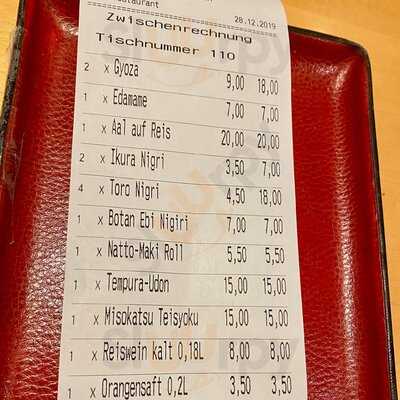 staurant 28.12.2019
Zwischenrechnung
Tischnummer 110
2 x Gyoza 9,00 18,00
1 x Edamame 7,00 7,00
1 x Aal auf Reis 20,00 20,00
2 x Ikura Nigri 3,50 7,00
4 x Toro Nigri 4,50 18,00
1 x Botan Ebi Nigiri 7,00 7,00
1 x Natto-Maki Roll 5,50 5,50
1 x Tempura-Udon 15,00 15,00
1 x Misokatsu Teisyoku 15,00 15,00
1 x Reiswein kalt 0,18L 8,00 8,00
1 x Orangensaft 0,2L 3,50 3,50